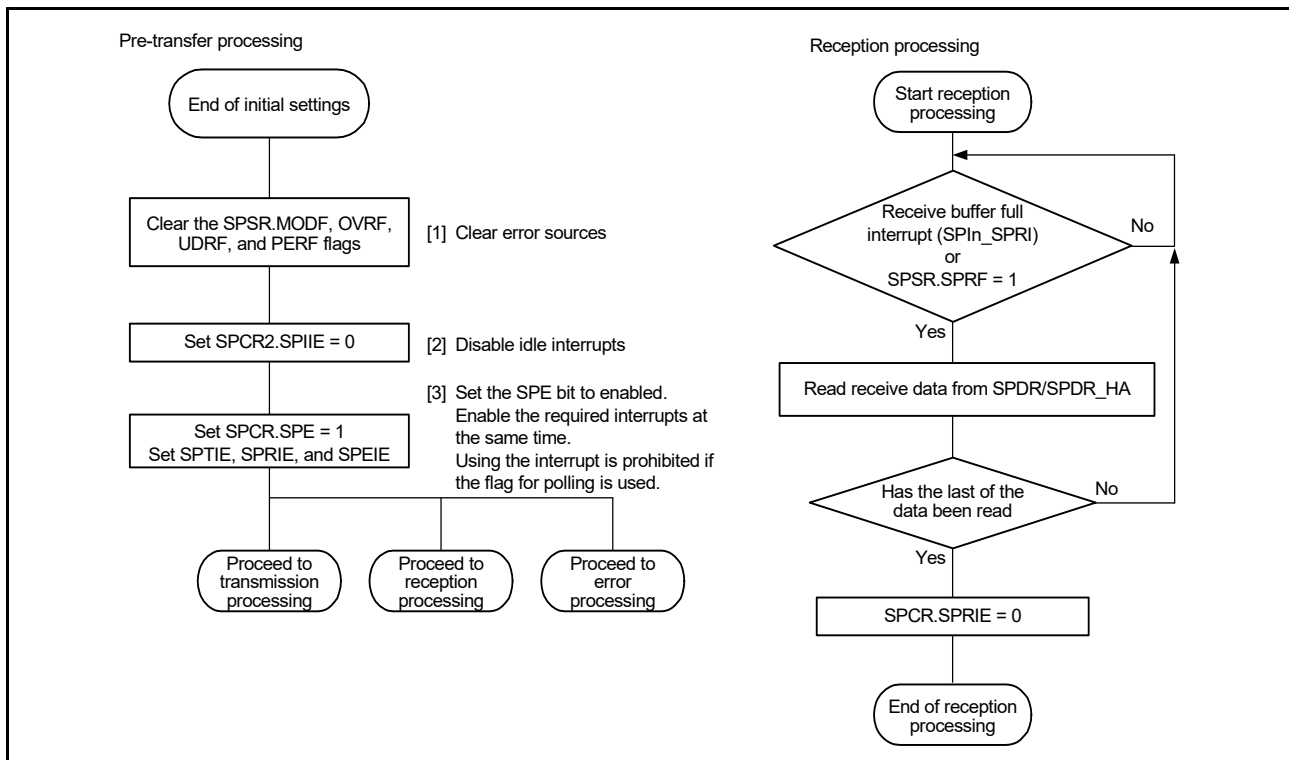 Pre-transfer processing
End of initial settings
Clear the SPSR.MODF, OVRF,
UDRF, and PERF flags
[1] Clear error sources
Set SPCR2.SPIIE = 0
[2] Disable idle interrupts
Set SPCR.SPE = 1
Set SPTIE, SPRIE, and SPEIE
[3] Set the SPE bit to enabled.
Enable the required interrupts at
the same time.
Using the interrupt is prohibited if
the flag for polling is used.
Proceed to
transmission
processing
Proceed to
reception
processing
Proceed to
error
processing
Reception processing
Start reception
processing
Receive buffer full
interrupt (SPIn_SPRI)
or
SPSR.SPRF = 1
No
Yes
Read receive data from SPDR/SPDR_HA
Has the last of the
data been read
No
Yes
SPCR.SPRIE = 0
End of reception
processing